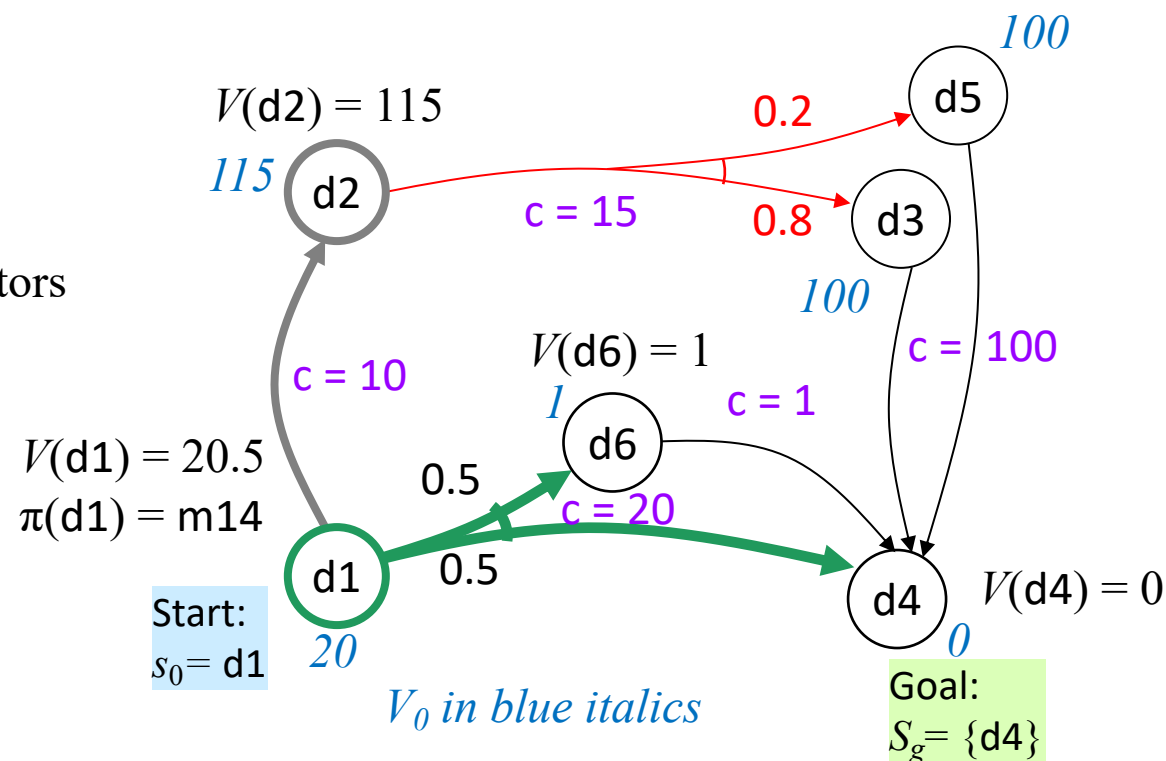 100
d5
V(d2) = 115
0.2
115
d2
c = 15
0.8
d3
tors
100
V(d6) = 1
c = 100
c = 10
1
c = 1
d6
V(d1) = 20.5
0.5
π(d1) = m14
c = 20
0.5
d1
d4
V(d4) = 0
Start:
s0= d1
20
0
V0 in blue italics
Goal:
Sg= {d4}